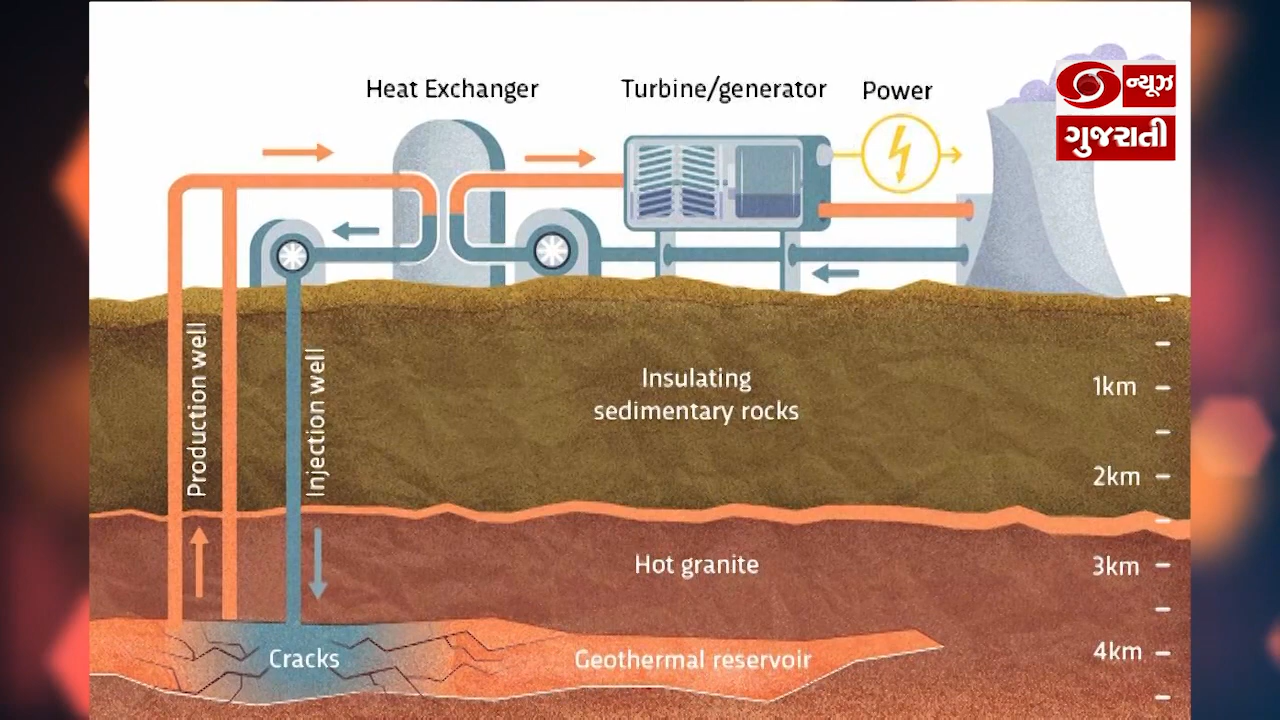 Heat Exchanger
Turbine/generator
Power
ન્યૂઝ
ગુજરાતી
Production well
Injection well
Insulating
sedimentary rocks
1km
2km
Hot granite
3km
Cracks
Geothermal reservoir
4km